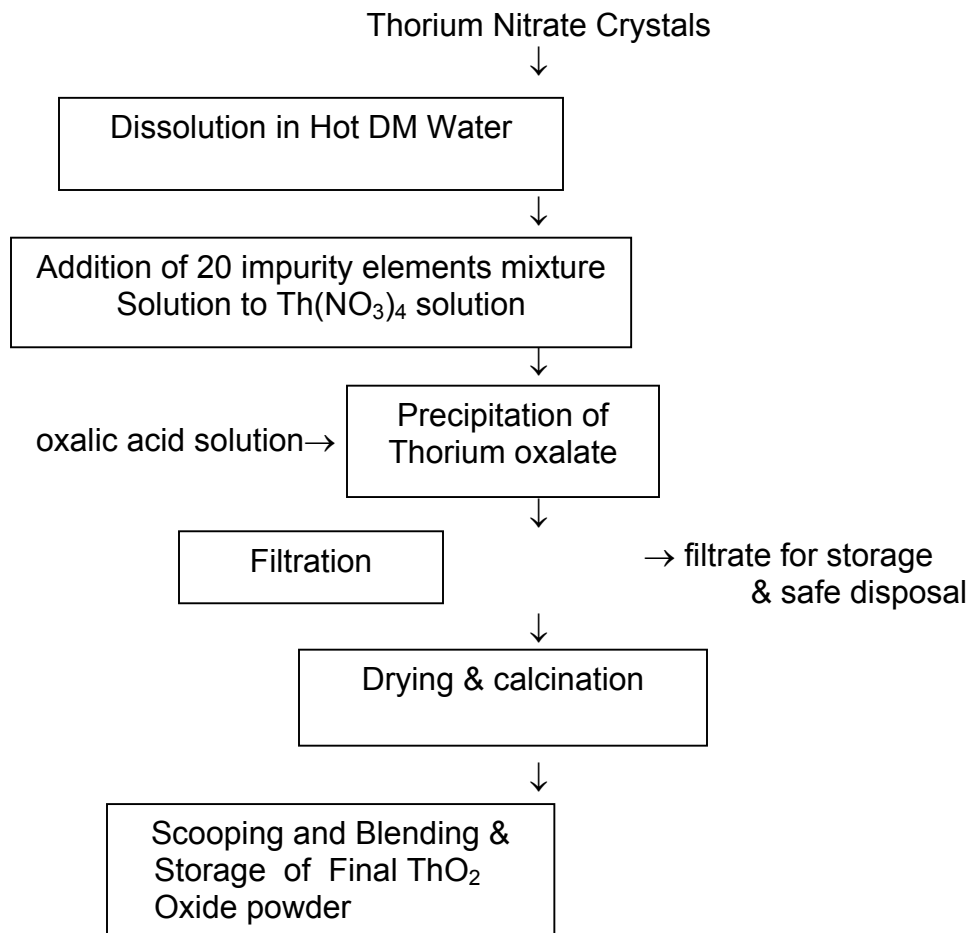 Thorium Nitrate Crystals
↓
Dissolution in Hot DM Water
↓
Addition of 20 impurity elements mixture
Solution to Th(NO₃)₄ solution
↓
Precipitation of
oxalic acid solution→ Thorium oxalate
↓
Filtration → filtrate for storage
& safe disposal
↓
Drying & calcination
↓
Scooping and Blending &
Storage of Final ThO₂
Oxide powder